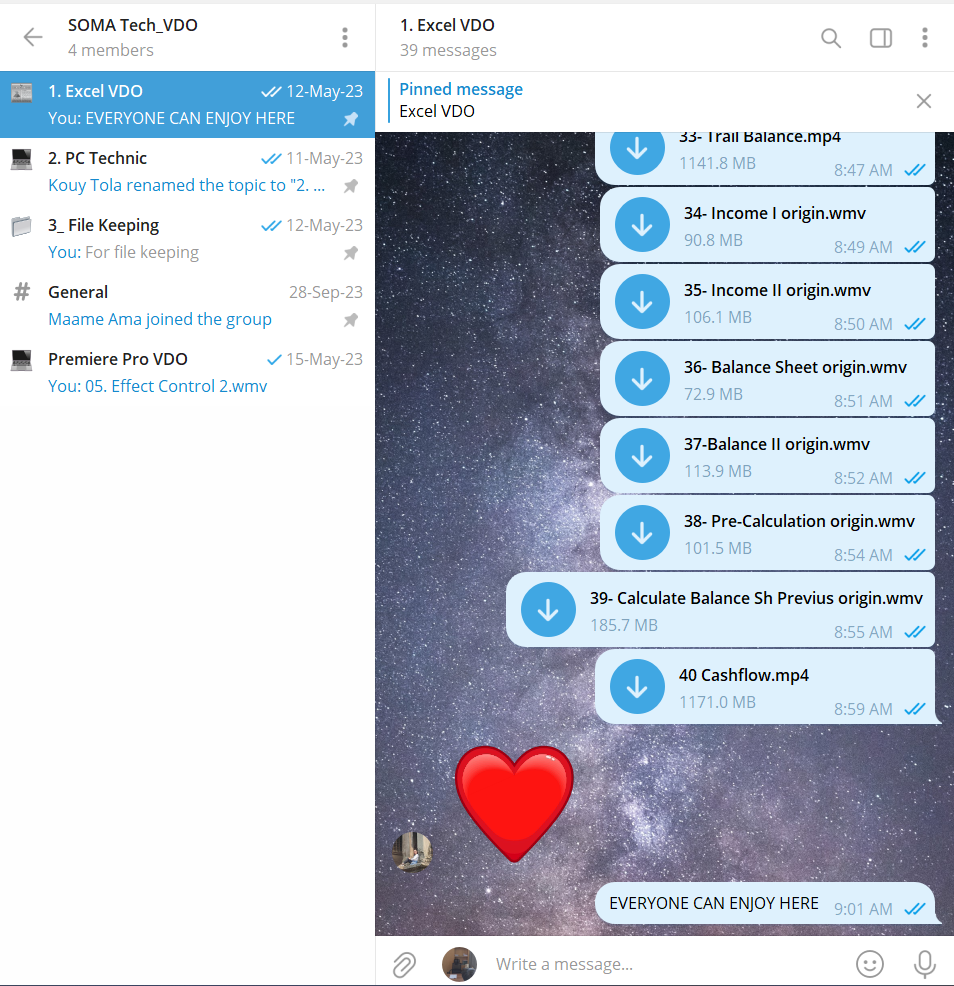 SOMA Tech_VDO
4 members
1. Excel VDO
12-May-23
You: EVERYONE CAN ENJOY HERE
2. PC Technic
11-May-23
Kouy Tola renamed the topic to "2. ...
3_ File Keeping
12-May-23
You: For file keeping
# General
28-Sep-23
Maame Ama joined the group
Premiere Pro VDO
15-May-23
You: 05. Effect Control 2.wmv
1. Excel VDO
39 messages
Pinned message
Excel VDO
33- Trail Balance.mp4
1141.8 MB
8:47 AM
34- Income I origin.wmv
90.8 MB
8:49 AM
35- Income II origin.wmv
106.1 MB
8:50 AM
36- Balance Sheet origin.wmv
72.9 MB
8:51 AM
37-Balance II origin.wmv
113.9 MB
8:52 AM
38- Pre-Calculation origin.wmv
101.5 MB
8:54 AM
39- Calculate Balance Sh Previus origin.wmv
185.7 MB
8:55 AM
40 Cashflow.mp4
1171.0 MB
8:59 AM
EVERYONE CAN ENJOY HERE
9:01 AM
Write a message...